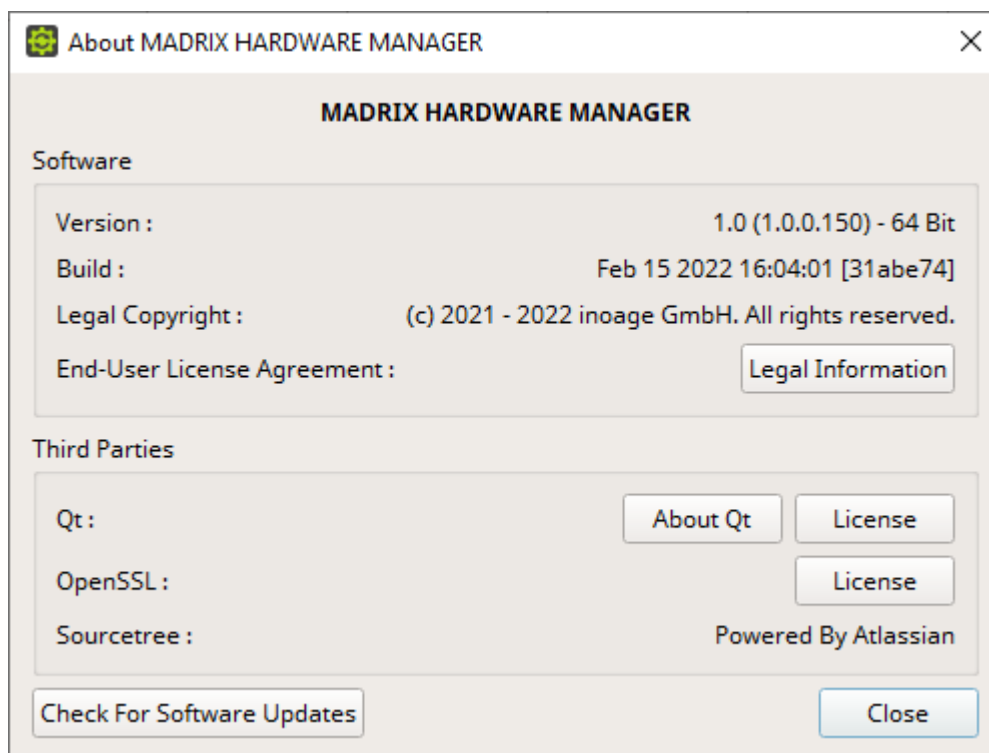 About MADRIX HARDWARE MANAGER
MADRIX HARDWARE MANAGER
Software
Version : 1.0 (1.0.0.150) - 64 Bit
Build : Feb 15 2022 16:04:01 [31abe74]
Legal Copyright : (c) 2021 - 2022 inoage GmbH. All rights reserved.
End-User License Agreement : Legal Information
Third Parties
Qt : About Qt License
OpenSSL : License
Sourcetree : Powered By Atlassian
Check For Software Updates Close